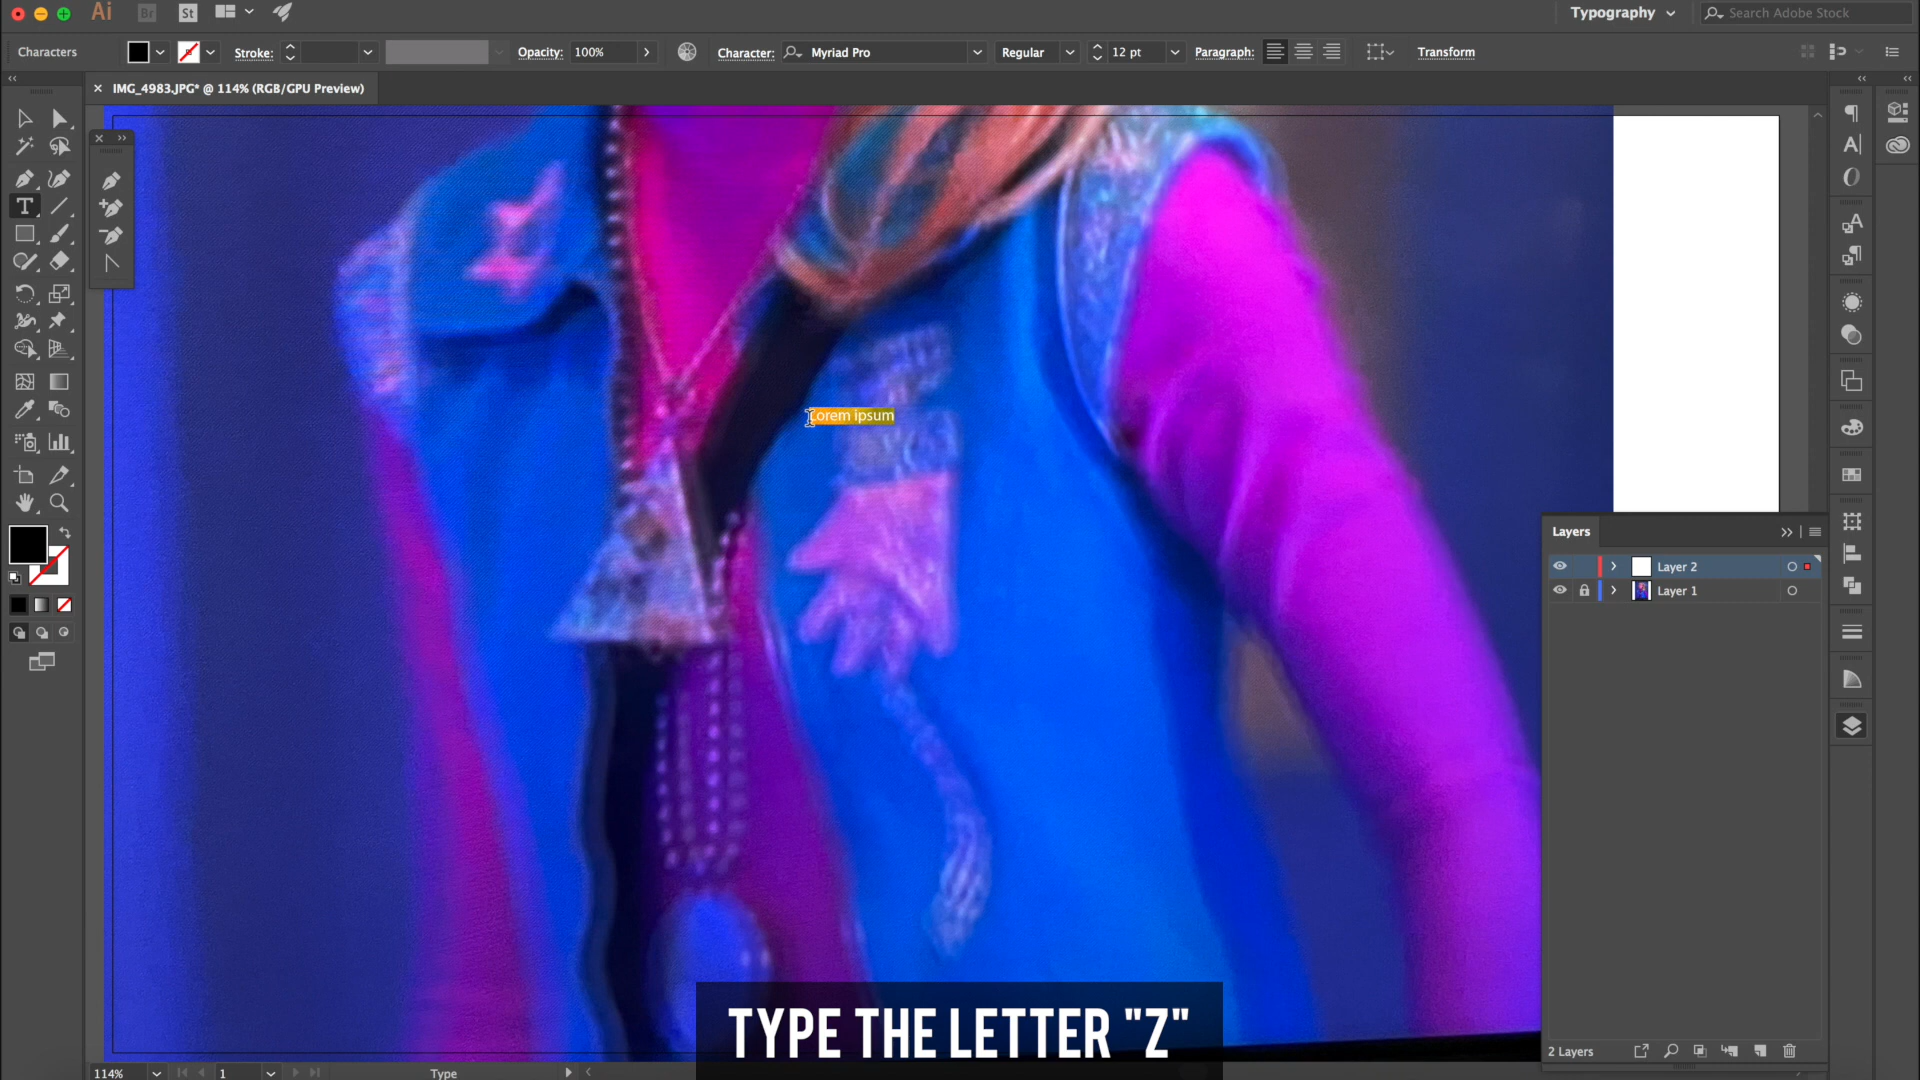 Ai
Br
St
Typography
Search Adobe Stock
Characters
Stroke:
Opacity: 100%
Character: Myriad Pro
Regular
12 pt
Paragraph:
Transform
IMG_4983.JPG* @ 114% (RGB/GPU Preview)
Lorem ipsum
Layers
Layer 2
Layer 1
2 Layers
TYPE THE LETTER "Z"
114%
1
Type